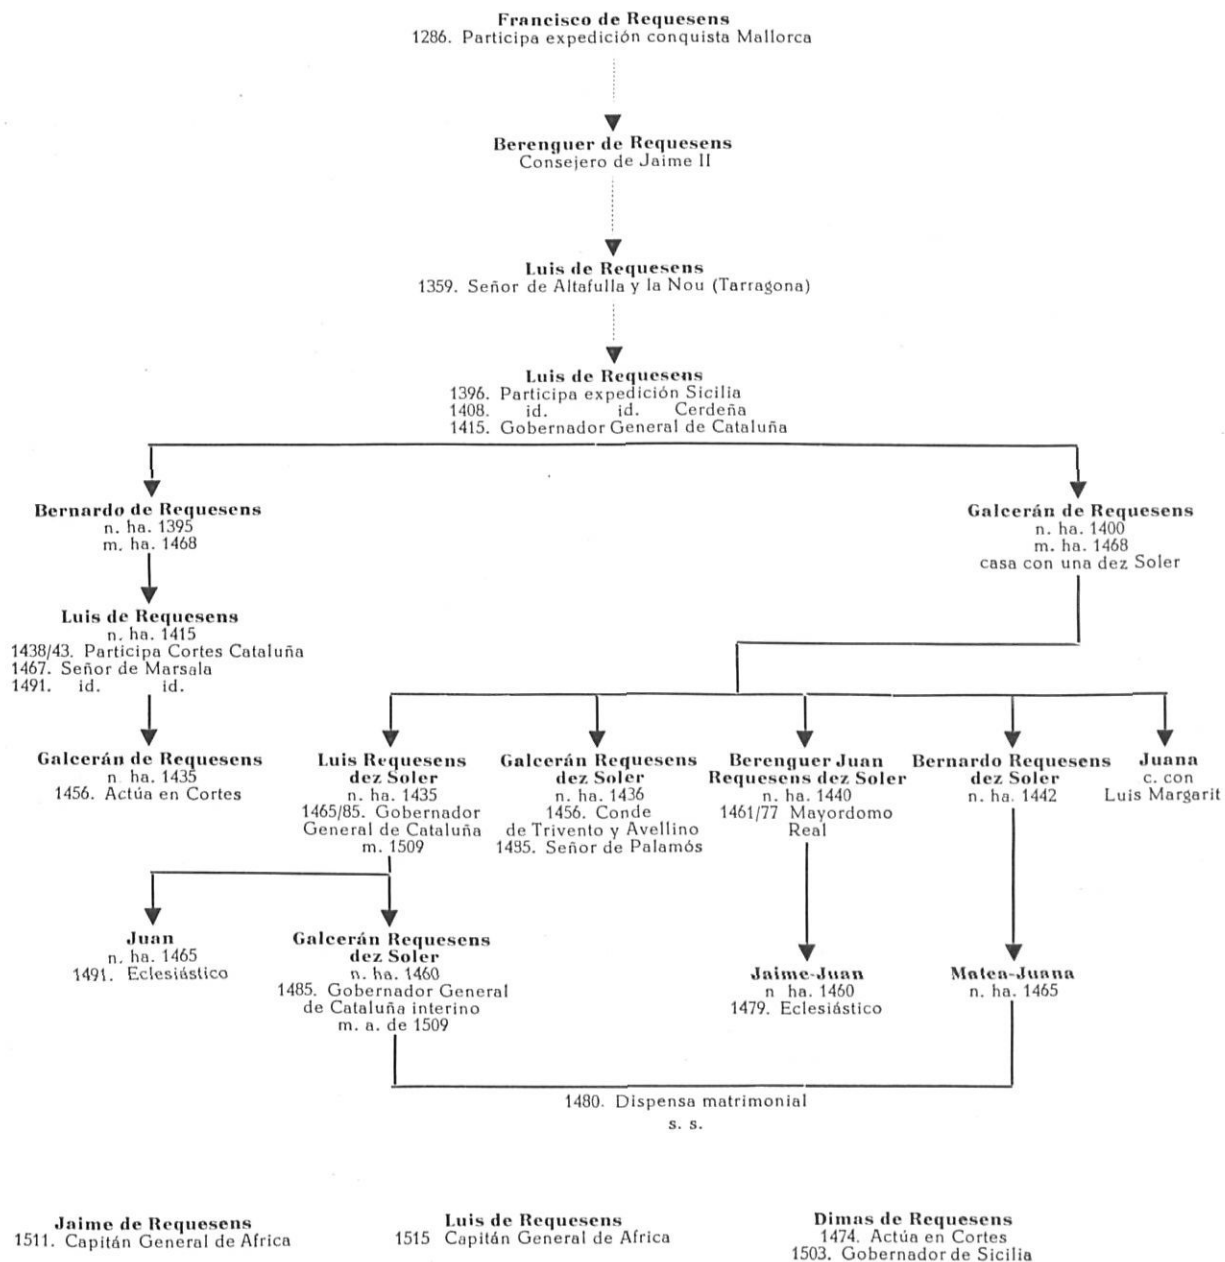 Francisco de Requesens
1286. Participa expedición conquista Mallorca
Berenguer de Requesens
Consejero de Jaime II
Luis de Requesens
1359. Señor de Altafulla y la Nou (Tarragona)
Luis de Requesens
1396. Participa expedición Sicilia
1408. id. id. Cerdeña
1415. Gobernador General de Cataluña
Bernardo de Requesens
n. ha. 1395
m. ha. 1468
Galcerán de Requesens
n. ha. 1400
m. ha. 1468
casa con una dez Soler
Luis de Requesens
n. ha. 1415
1438/43. Participa Cortes Cataluña
1467. Señor de Marsala
1491. id. id.
Galcerán de Requesens
n. ha. 1435
1456. Actúa en Cortes
Luis Requesens
dez Soler
n. ha. 1435
1465/85. Gobernador
General de Cataluña
m. 1509
Galcerán Requesens
dez Soler
n. ha. 1436
1456. Conde
de Trivento y Avellino
1485. Señor de Palamós
Berenguer Juan
Requesens dez Soler
n. ha. 1440
1461/77 Mayordomo
Real
Bernardo Requesens
dez Soler
n. ha. 1442
Juana
c. con
Luis Margarit
Juan
n. ha. 1465
1491. Eclesiástico
Galcerán Requesens
dez Soler
n. ha. 1460
1485. Gobernador General
de Cataluña interino
m. a. de 1509
Jaime-Juan
n ha. 1460
1479. Eclesiástico
Matea-Juana
n. ha. 1465
1480. Dispensa matrimonial
s. s.
Jaime de Requesens
1511. Capitán General de Africa
Luis de Requesens
1515 Capitán General de Africa
Dimas de Requesens
1474. Actúa en Cortes
1503. Gobernador de Sicilia